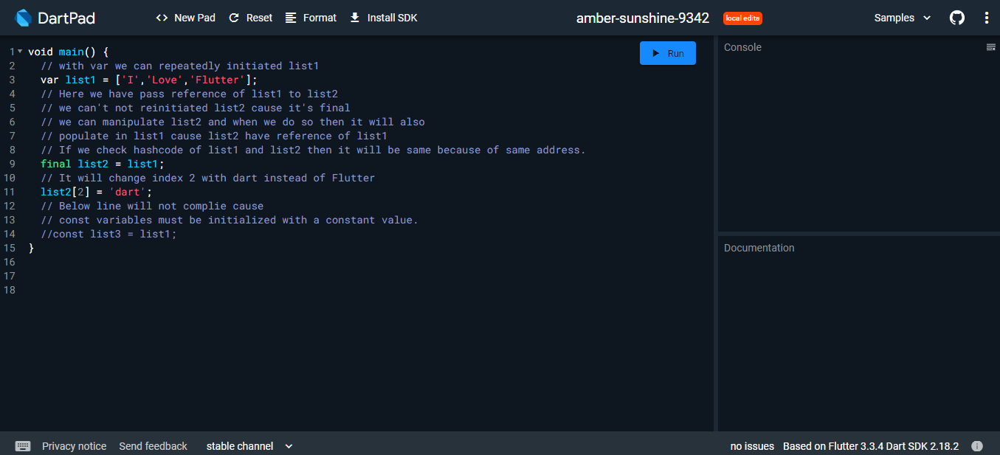 DartPad
<> New Pad Reset Format Install SDK
amber-sunshine-9342 local edits
Samples
1 void main() {
2 // with var we can repeatedly initiated list1
3 var list1 = ['I','Love','Flutter'];
4 // Here we have pass reference of list1 to list2
5 // we can't not reinitiated list2 cause it's final
6 // we can manipulate list2 and when we do so then it will also
7 // populate in list1 cause list2 have reference of list1
8 // If we check hashcode of list1 and list2 then it will be same because of same address.
9 final list2 = list1;
10 // It will change index 2 with dart instead of Flutter
11 list2[2] = 'dart';
12 // Below line will not complie cause
13 // const variables must be initialized with a constant value.
14 //const list3 = list1;
15 }
16
17
18
Run
Console
Documentation
Privacy notice Send feedback stable channel
no issues Based on Flutter 3.3.4 Dart SDK 2.18.2